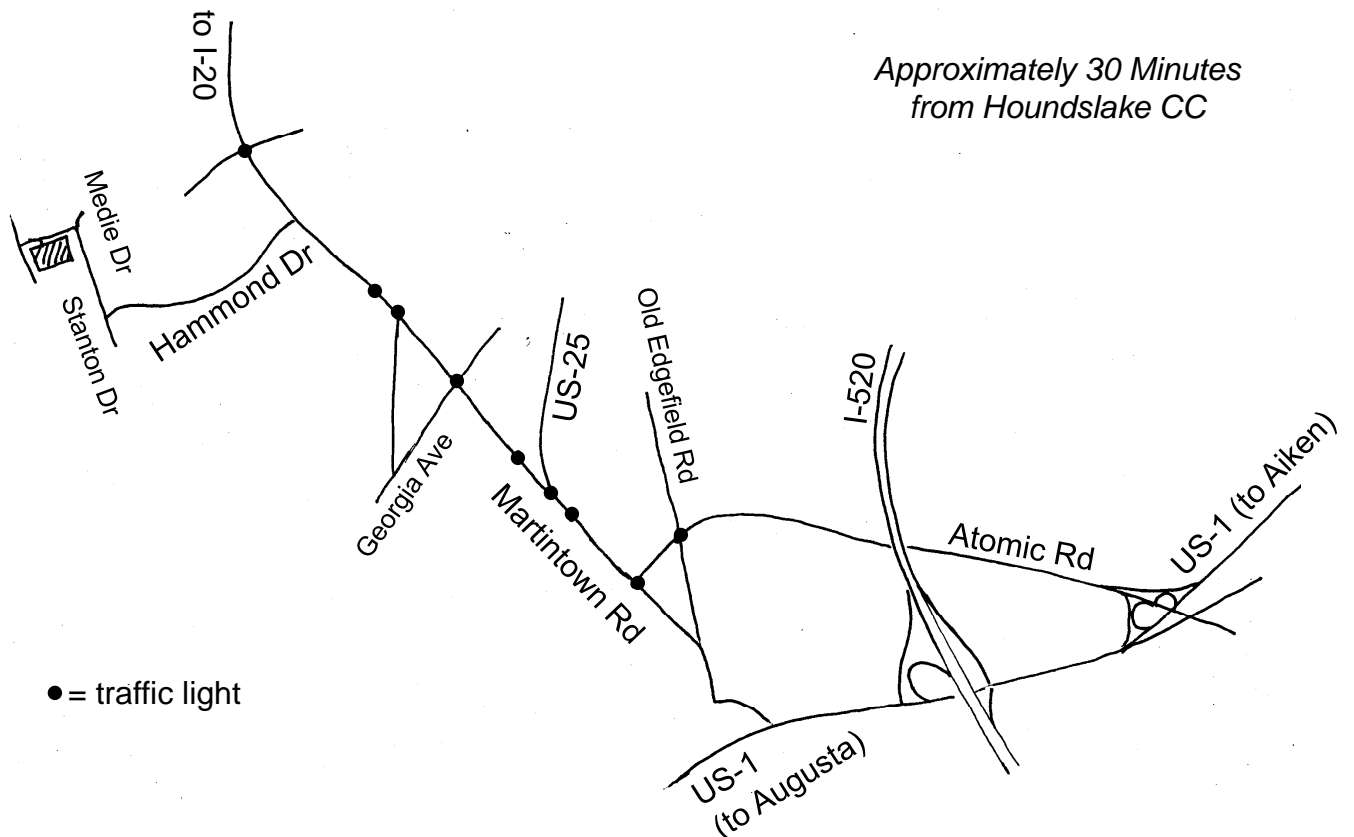 to I-20
Approximately 30 Minutes
from Houndslake CC
Medie Dr
Hammond Dr
Stanton Dr
US-25
Old Edgefield Rd
I-520
Georgia Ave
Martintown Rd
Atomic Rd
US-1 (to Aiken)
● = traffic light
US-1
(to Augusta)